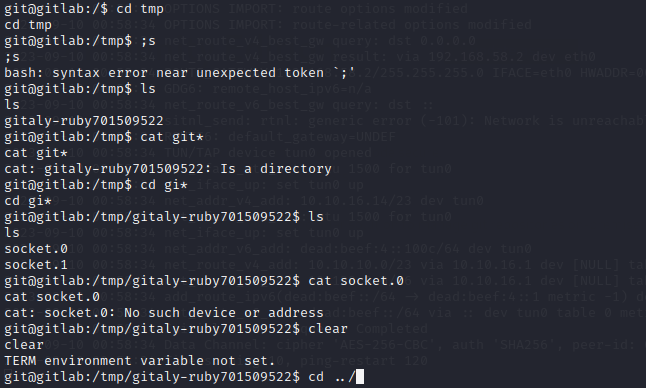 git@gitlab:/$ cd tmp
cd tmp
git@gitlab:/tmp$ ;s
;s
bash: syntax error near unexpected token `;'
git@gitlab:/tmp$ ls
ls
gitaly-ruby701509522
git@gitlab:/tmp$ cat git*
cat git*
cat: gitaly-ruby701509522: Is a directory
git@gitlab:/tmp$ cd gi*
cd gi*
git@gitlab:/tmp/gitaly-ruby701509522$ ls
ls
socket.0
socket.1
git@gitlab:/tmp/gitaly-ruby701509522$ cat socket.0
cat socket.0
cat: socket.0: No such device or address
git@gitlab:/tmp/gitaly-ruby701509522$ clear
clear
TERM environment variable not set.
git@gitlab:/tmp/gitaly-ruby701509522$ cd ../